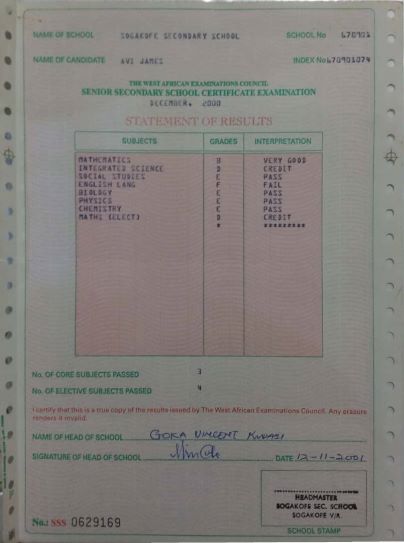 NAME OF SCHOOL SOGAKOFE SECONDARY SCHOOL SCHOOL No L70901
NAME OF CANDIDATE AVI JAMES INDEX No L70901074
THE WEST AFRICAN EXAMINATIONS COUNCIL
SENIOR SECONDARY SCHOOL CERTIFICATE EXAMINATION
DECEMBER, 2000
STATEMENT OF RESULTS
SUBJECTS GRADES INTERPRETATION
MATHEMATICS B VERY GOOD
INTEGRATED SCIENCE D CREDIT
SOCIAL STUDIES E PASS
ENGLISH LANG F FAIL
BIOLOGY E PASS
PHYSICS E PASS
CHEMISTRY E PASS
MATHS (ELECT) D CREDIT
* *********
No. OF CORE SUBJECTS PASSED 3
No. OF ELECTIVE SUBJECTS PASSED 4
I certify that this is a true copy of the results issued by The West African Examinations Council. Any erasure
renders it invalid.
NAME OF HEAD OF SCHOOL GOKA VINCENT KWASI
SIGNATURE OF HEAD OF SCHOOL DATE 12-11-2001
HEADMASTER
SOGAKOFE SEC. SCHOOL
SOGAKOFE V/R.
No.: SSS 0629169
SCHOOL STAMP